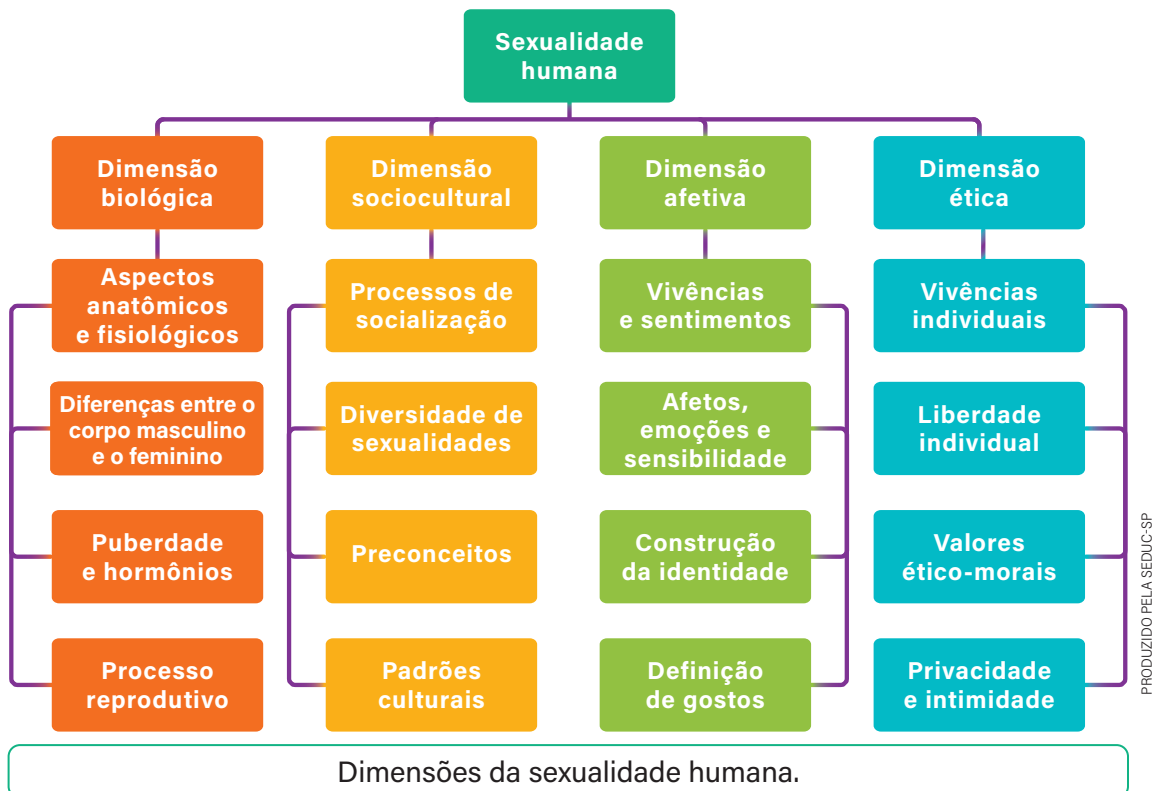 Sexualidade
humana
Dimensão
biológica
Aspectos
anatômicos
e fisiológicos
Diferenças entre o
corpo masculino
e o feminino
Puberdade
e hormônios
Processo
reprodutivo
Dimensão
sociocultural
Processos de
socialização
Diversidade de
sexualidades
Preconceitos
Padrões
culturais
Dimensão
afetiva
Vivências
e sentimentos
Afetos,
emoções e
sensibilidade
Construção
da identidade
Definição
de gostos
Dimensão
ética
Vivências
individuais
Liberdade
individual
Valores
ético-morais
Privacidade
e intimidade
PRODUZIDO PELA SEDUC-SP
Dimensões da sexualidade humana.